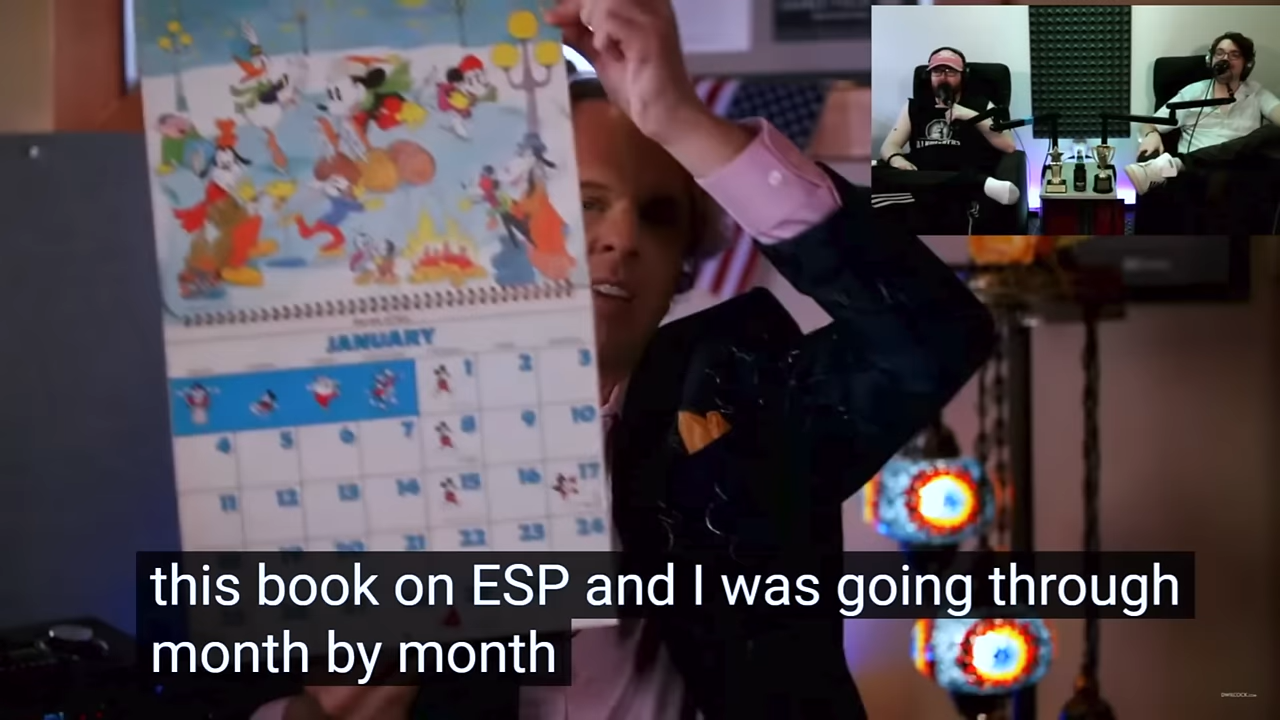 JANUARY
1 2 3
4 5 6 7 8 9 10
11 12 13 14 15 16 17
21 22 23 24
this book on ESP and I was going through
month by month